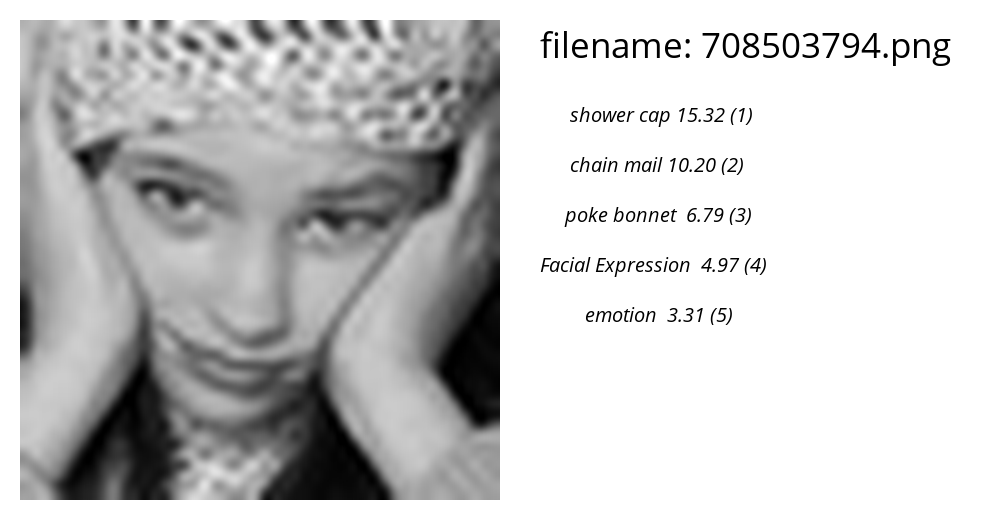 filename: 708503794.png
shower cap 15.32 (1)
chain mail 10.20 (2)
poke bonnet 6.79 (3)
Facial Expression 4.97 (4)
emotion 3.31 (5)